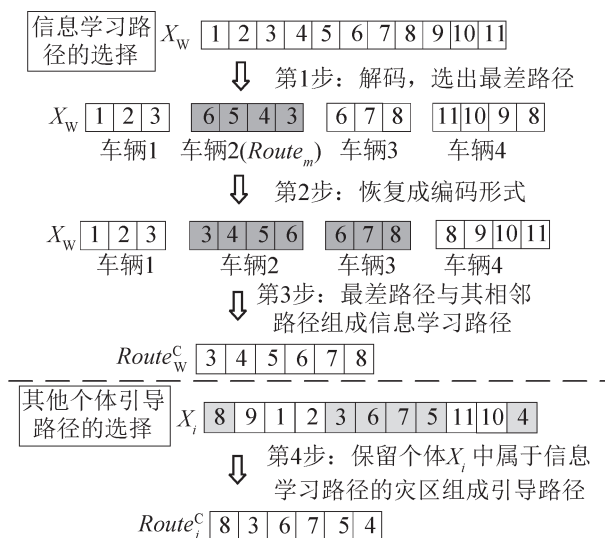 信息学习路
径的选择
X_W 1 2 3 4 5 6 7 8 9 10 11
第1步：解码，选出最差路径
X_W 1 2 3 6 5 4 3 6 7 8 11 10 9 8
车辆1 车辆2(Route_m) 车辆3 车辆4
第2步：恢复成编码形式
X_W 1 2 3 3 4 5 6 6 7 8 8 9 10 11
车辆1 车辆2 车辆3 车辆4
第3步：最差路径与其相邻
路径组成信息学习路径
Route_W^C 3 4 5 6 7 8
其他个体引导
路径的选择
X_i 8 9 1 2 3 6 7 5 11 10 4
第4步：保留个体X_i 中属于信息
学习路径的灾区组成引导路径
Route_i^C 8 3 6 7 5 4